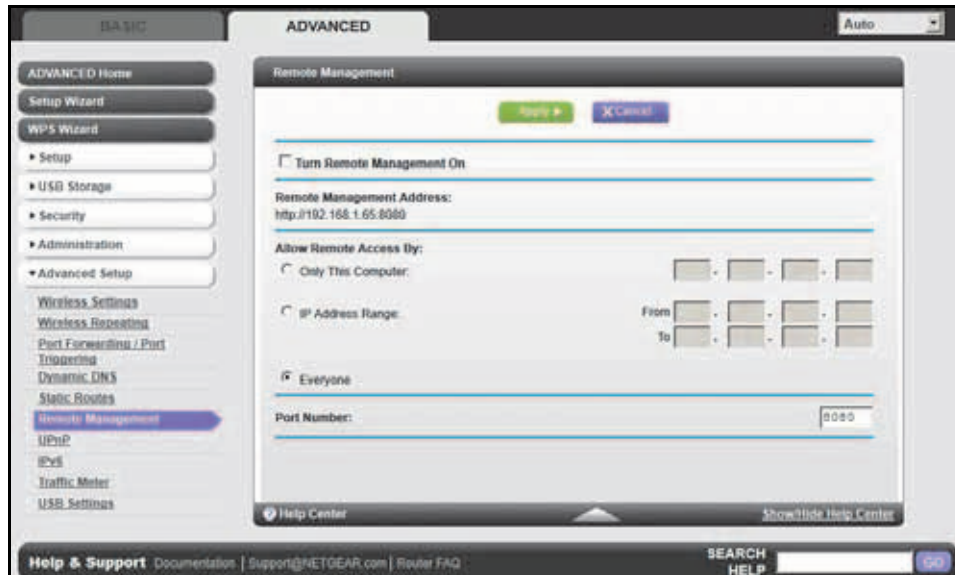 BASIC
ADVANCED
Auto
ADVANCED Home
Setup Wizard
WPS Wizard
Setup
USB Storage
Security
Administration
Advanced Setup
Wireless Settings
Wireless Repeating
Port Forwarding / Port
Triggering
Dynamic DNS
Static Routes
Remote Management
UPnP
IPv6
Traffic Meter
USB Settings
Remote Management
Apply
X Cancel
Turn Remote Management On
Remote Management Address:
http://192.168.1.65:8080
Allow Remote Access By:
Only This Computer:
. . .
IP Address Range:
From . . .
To . . .
Everyone
Port Number: 8080
Help Center Show/Hide Help Center
Help & Support Documentation | Support@NETGEAR.com | Router FAQ
SEARCH
HELP
GO